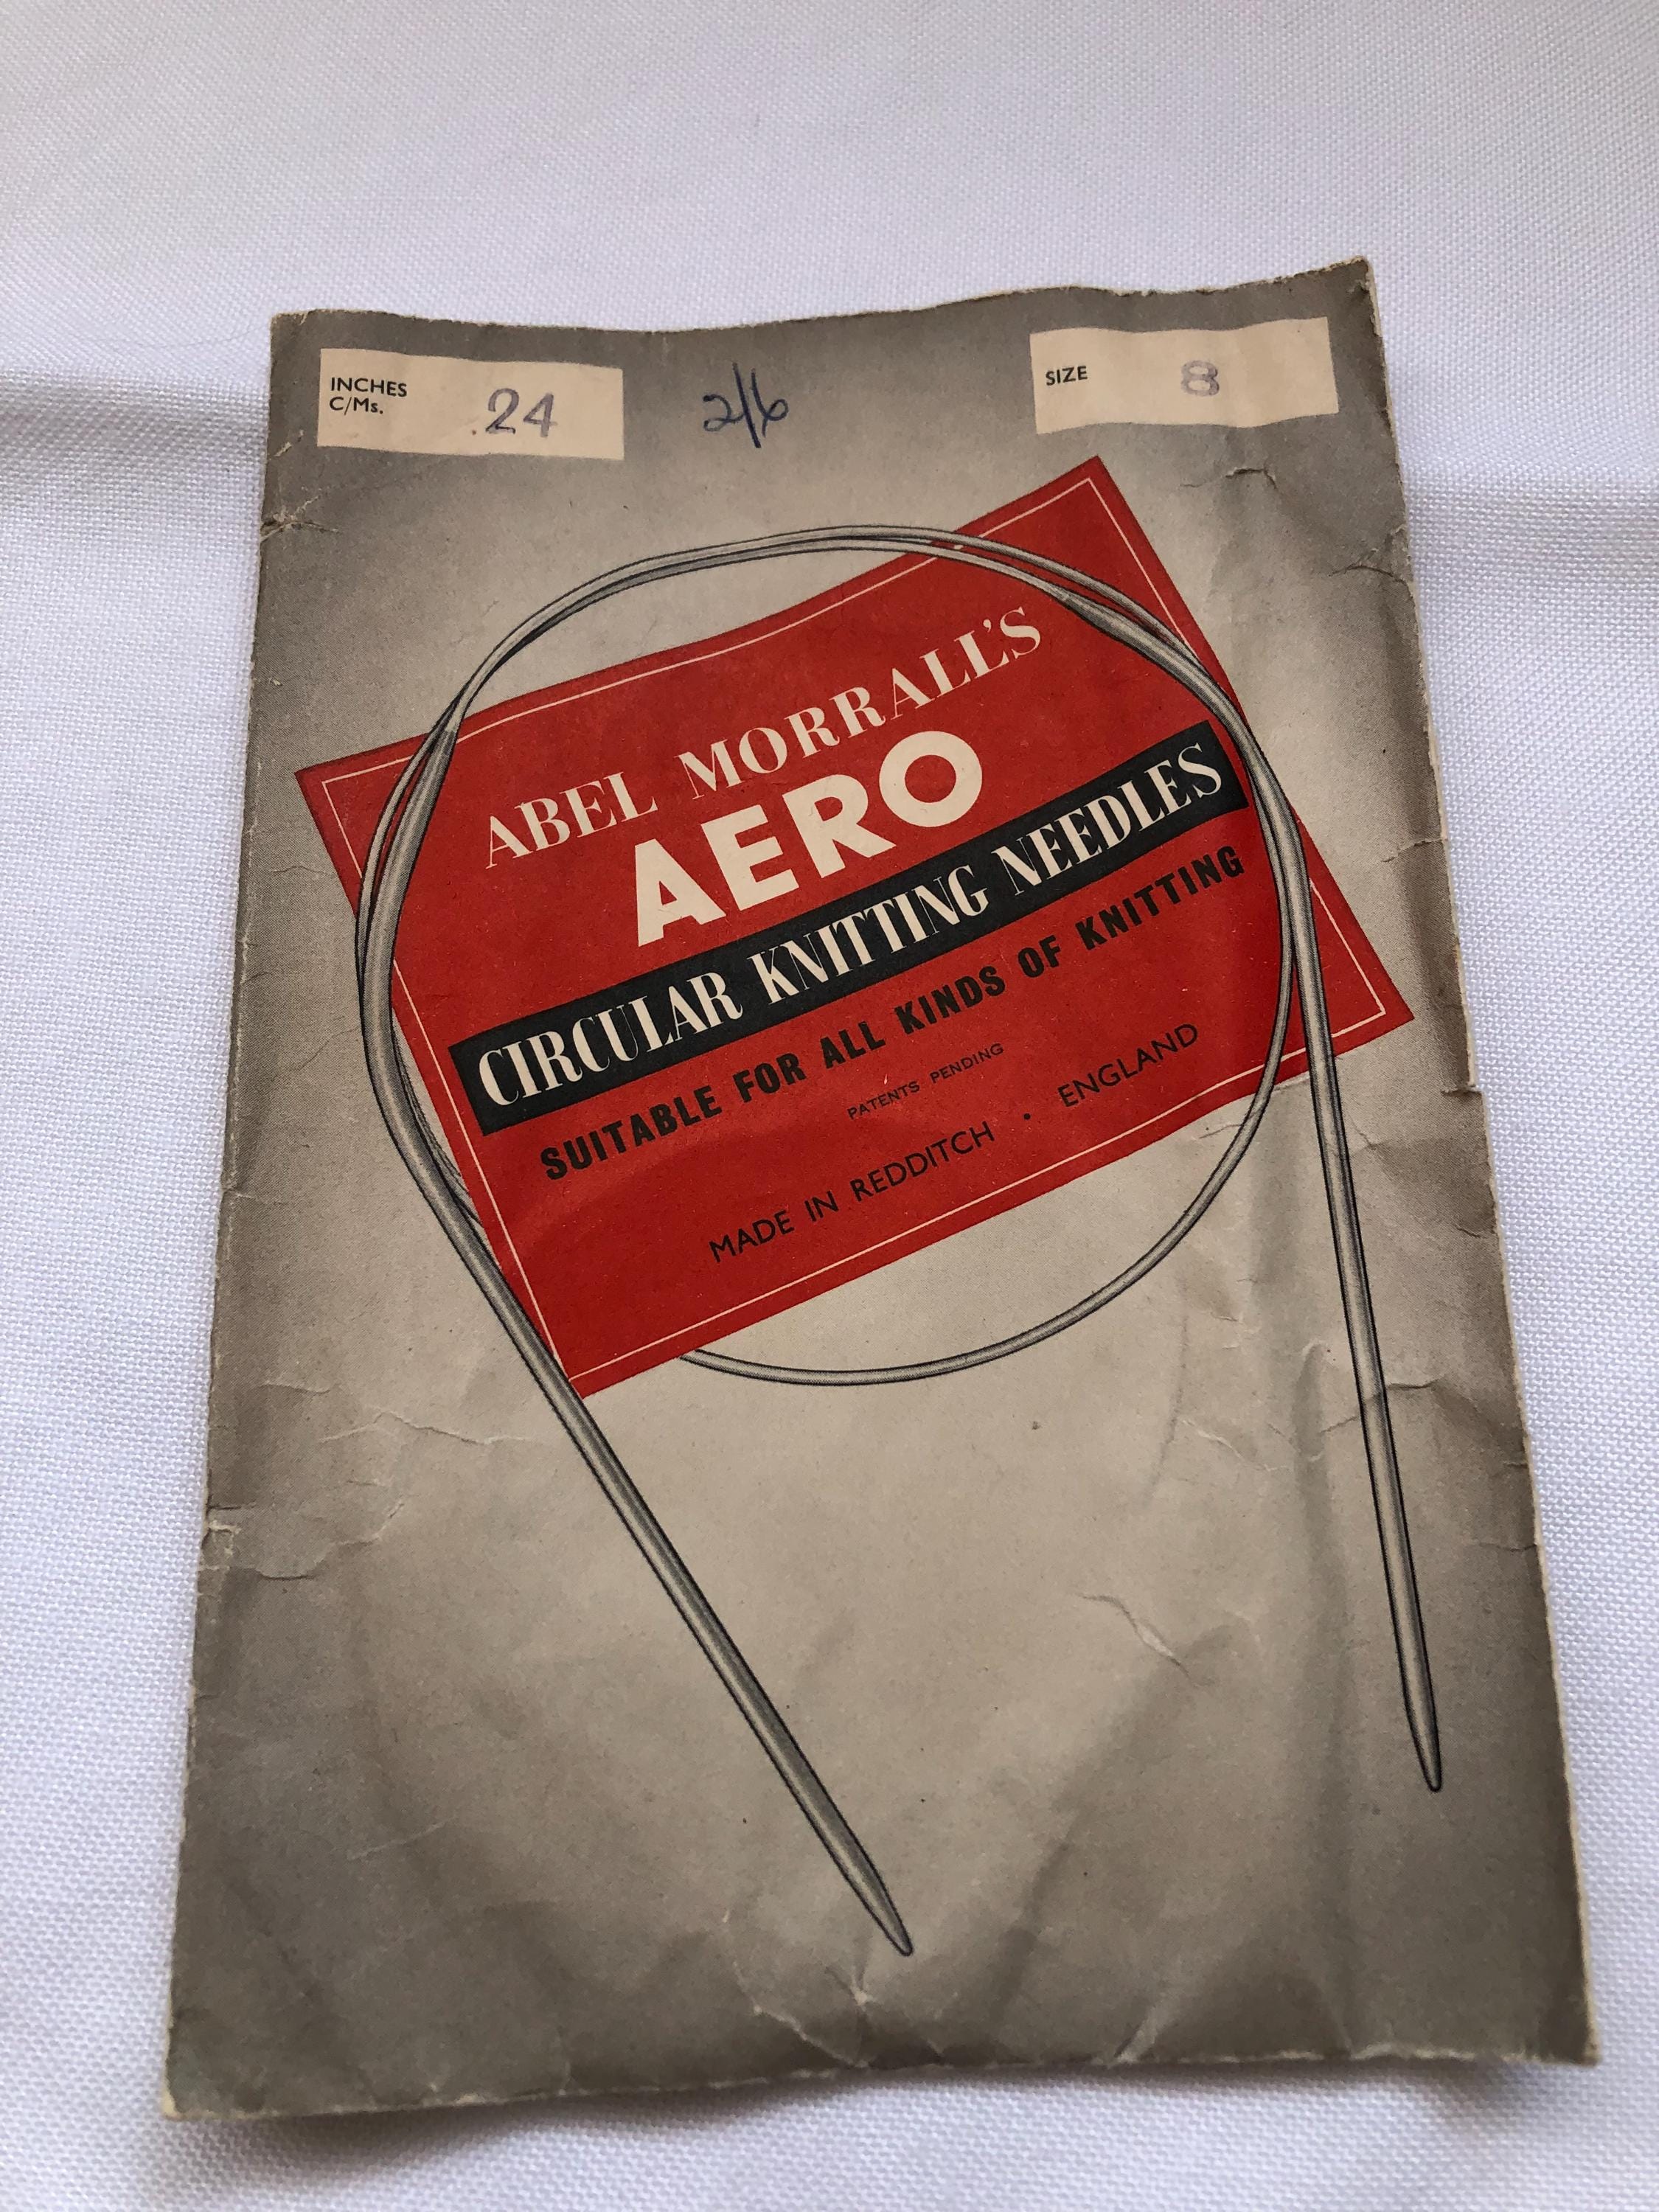 INCHES
C/Ms.
24
2/6
SIZE
8
ABEL MORRALL'S
AERO
CIRCULAR KNITTING NEEDLES
SUITABLE FOR ALL KINDS OF KNITTING
PATENTS PENDING
MADE IN REDDITCH · ENGLAND